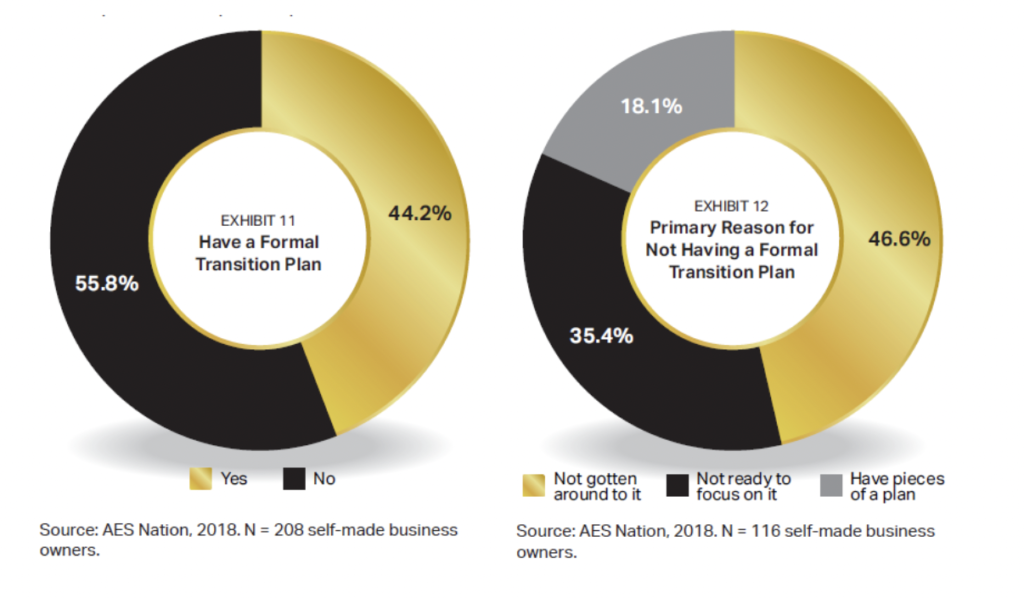 EXHIBIT 11
Have a Formal
Transition Plan
44.2%
55.8%
Yes
No
Source: AES Nation, 2018. N = 208 self-made business
owners.
EXHIBIT 12
Primary Reason for
Not Having a Formal
Transition Plan
18.1%
46.6%
35.4%
Not gotten
around to it
Not ready to
focus on it
Have pieces
of a plan
Source: AES Nation, 2018. N = 116 self-made business
owners.